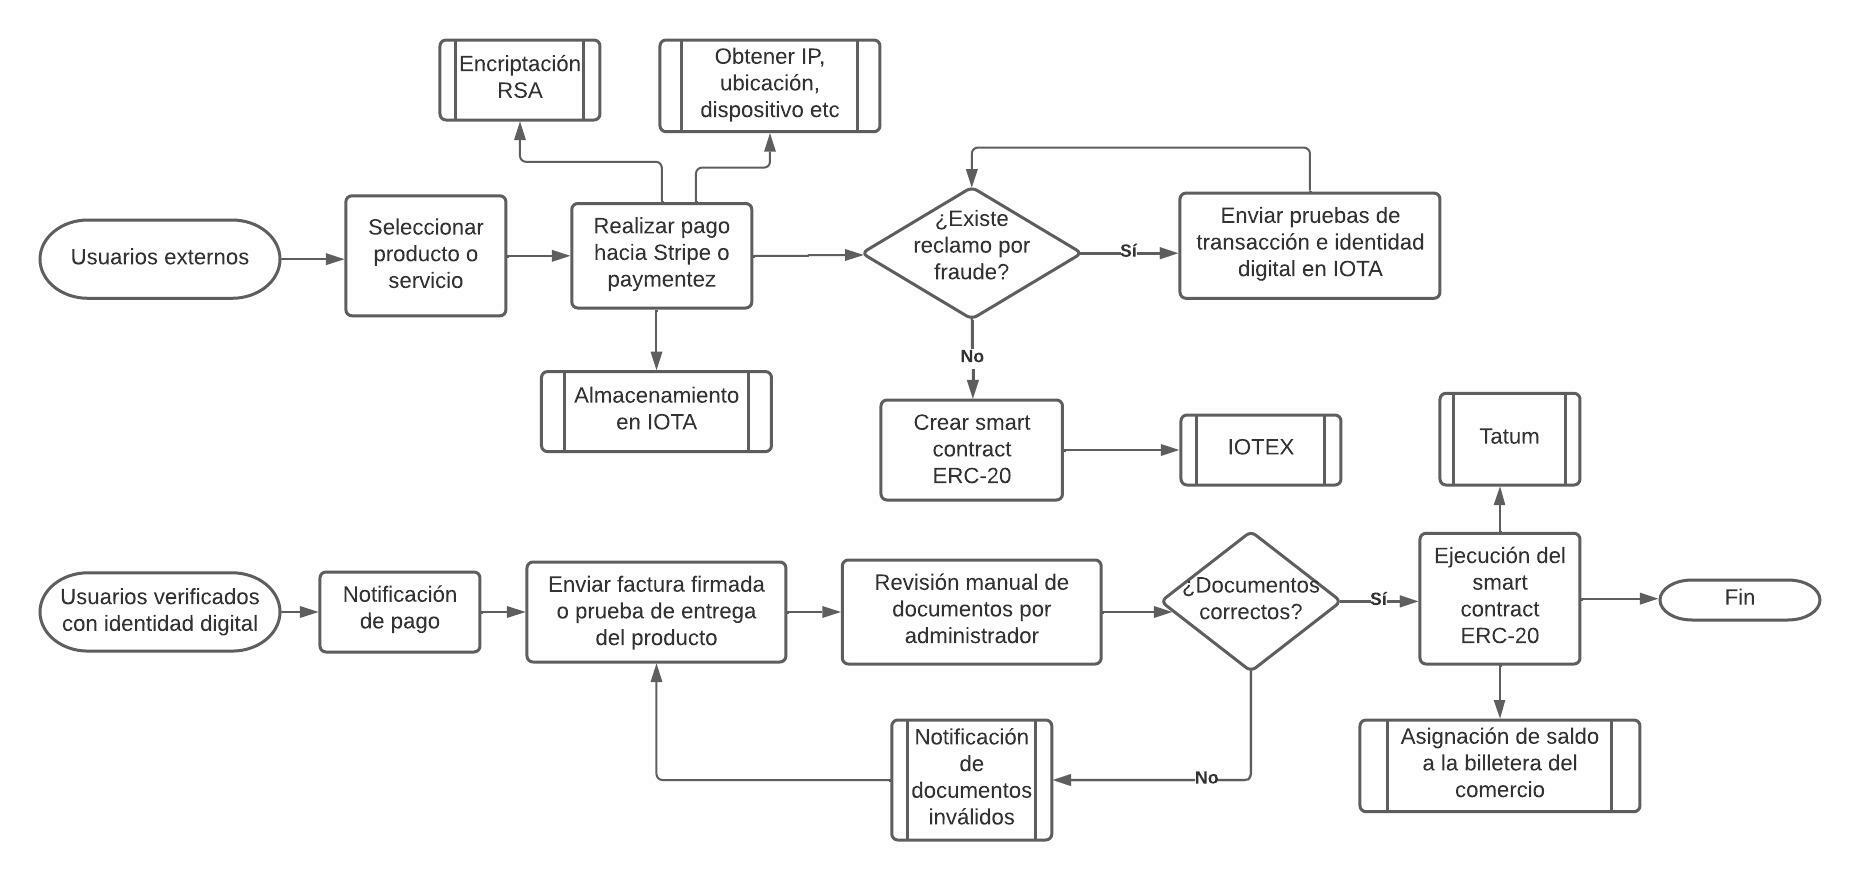 Encriptación
RSA
Obtener IP,
ubicación,
dispositivo etc
Usuarios externos
Seleccionar
producto o
servicio
Realizar pago
hacia Stripe o
paymentez
¿Existe
reclamo por
fraude?
Sí
Enviar pruebas de
transacción e identidad
digital en IOTA
No
Almacenamiento
en IOTA
Crear smart
contract
ERC-20
IOTEX
Tatum
Usuarios verificados
con identidad digital
Notificación
de pago
Enviar factura firmada
o prueba de entrega
del producto
Revisión manual de
documentos por
administrador
¿Documentos
correctos?
Sí
Ejecución del
smart
contract
ERC-20
Fin
No
Notificación
de
documentos
inválidos
Asignación de saldo
a la billetera del
comercio